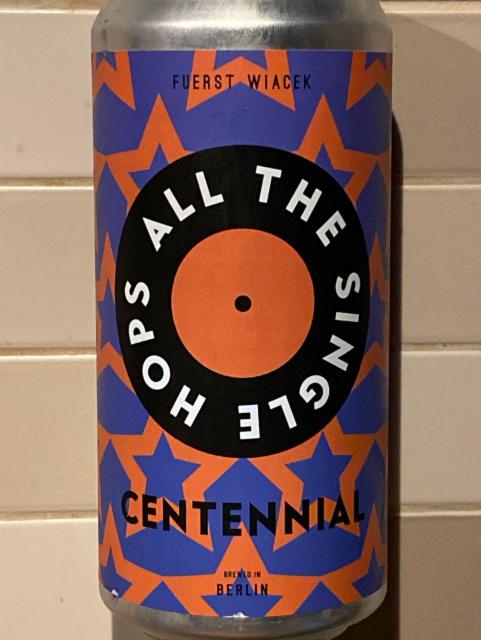 FUERST WIACEK
ALL THE SINGLE HOPS
CENTENNIAL
BREWED IN
BERLIN